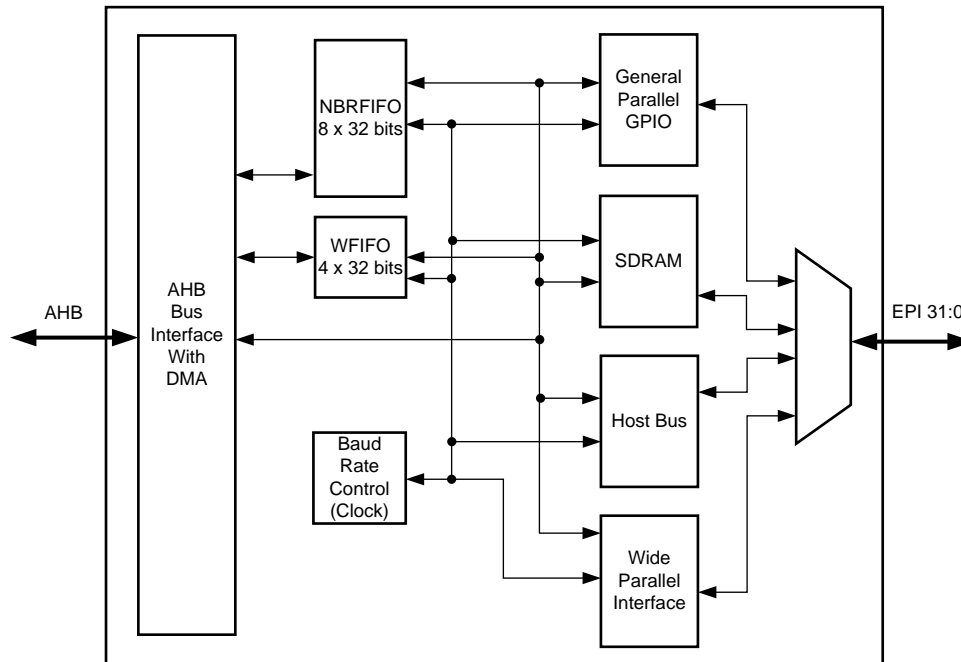 NBRFIFO
8 x 32 bits
General
Parallel
GPIO
WFIFO
4 x 32 bits
SDRAM
AHB
AHB
Bus
Interface
With
DMA
EPI 31:0
Host Bus
Baud
Rate
Control
(Clock)
Wide
Parallel
Interface